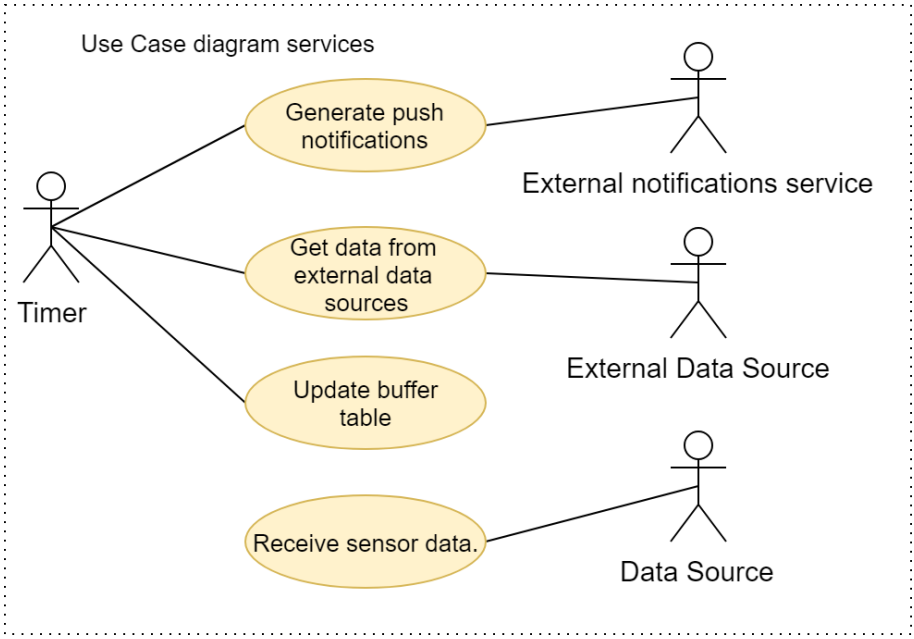 Use Case diagram services
Generate push
notifications
External notifications service
Timer
Get data from
external data
sources
External Data Source
Update buffer
table
Receive sensor data.
Data Source